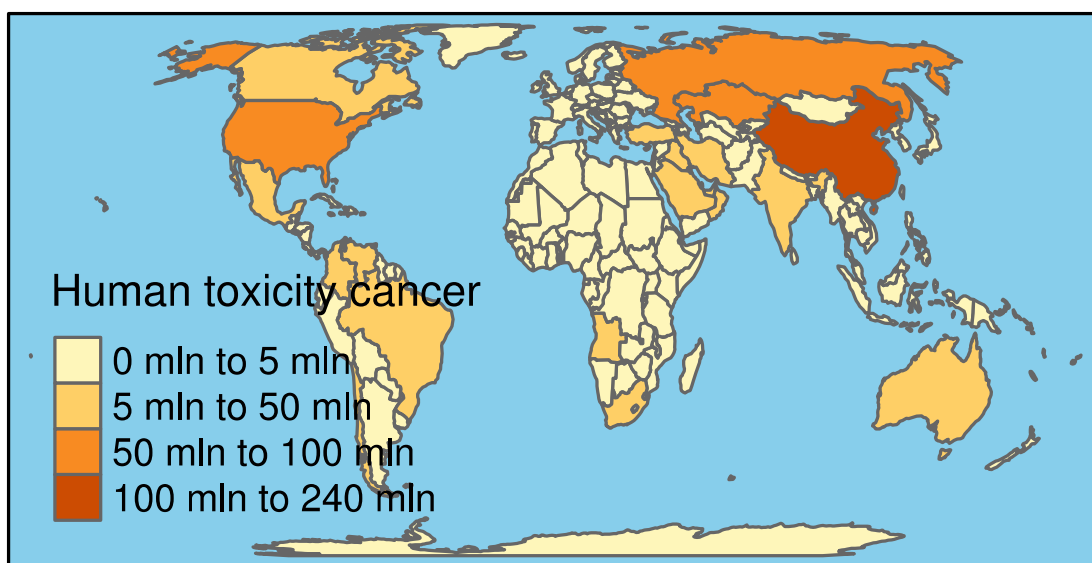 Human toxicity cancer
0 mln to 5 mln
5 mln to 50 mln
50 mln to 100 mln
100 mln to 240 mln